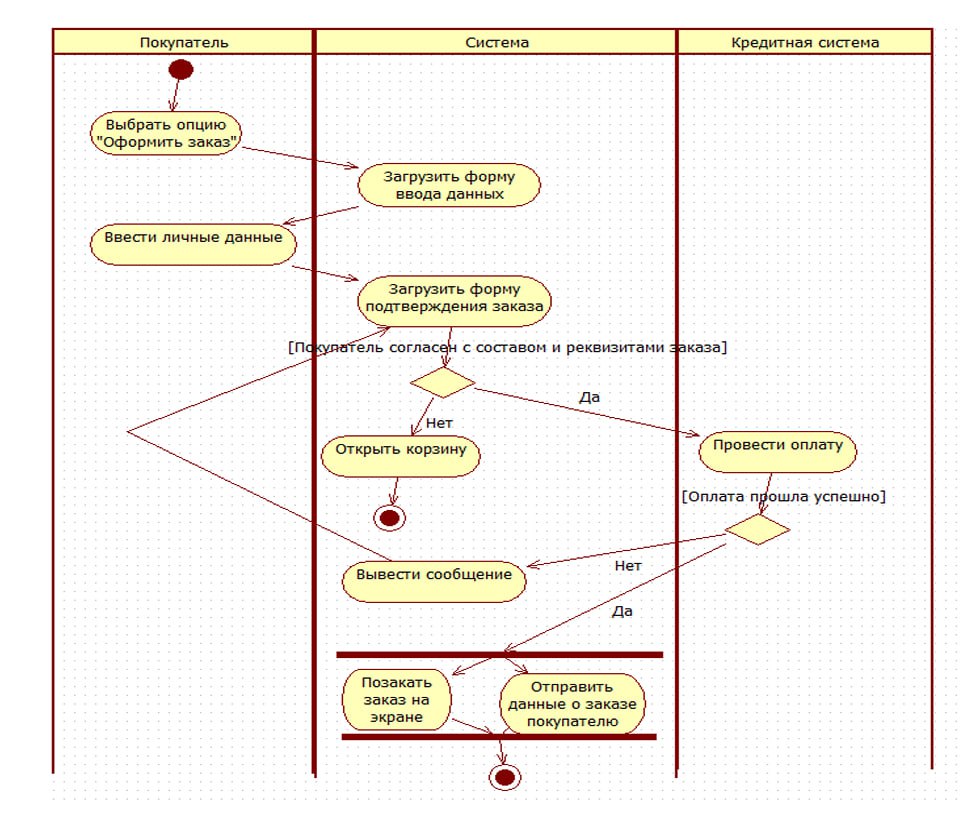 Покупатель
Система
Кредитная система
Выбрать опцию
"Оформить заказ"
Загрузить форму
ввода данных
Ввести личные данные
Загрузить форму
подтверждения заказа
[Покупатель согласен с составом и реквизитами заказа]
Да
Нет
Открыть корзину
Провести оплату
[Оплата прошла успешно]
Нет
Вывести сообщение
Да
Позакать
заказ на
экране
Отправить
данные о заказе
покупателю